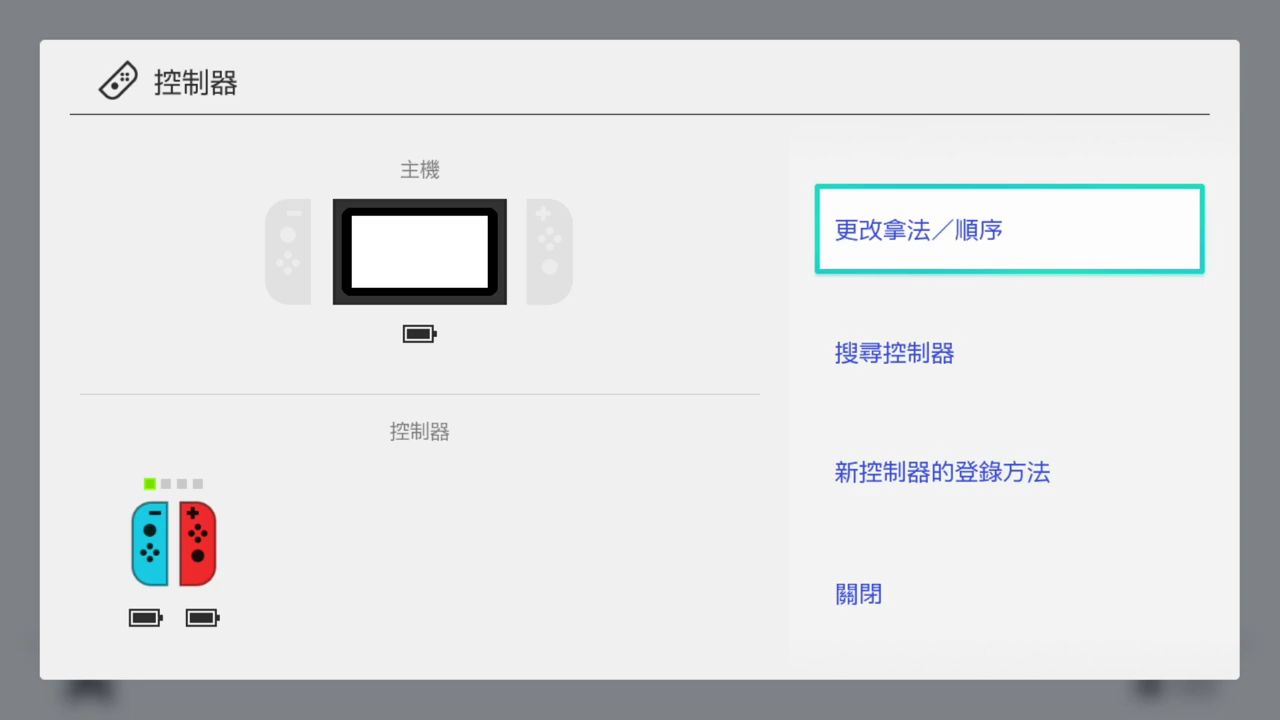 控制器
主機
控制器
更改拿法／順序
搜尋控制器
新控制器的登錄方法
關閉